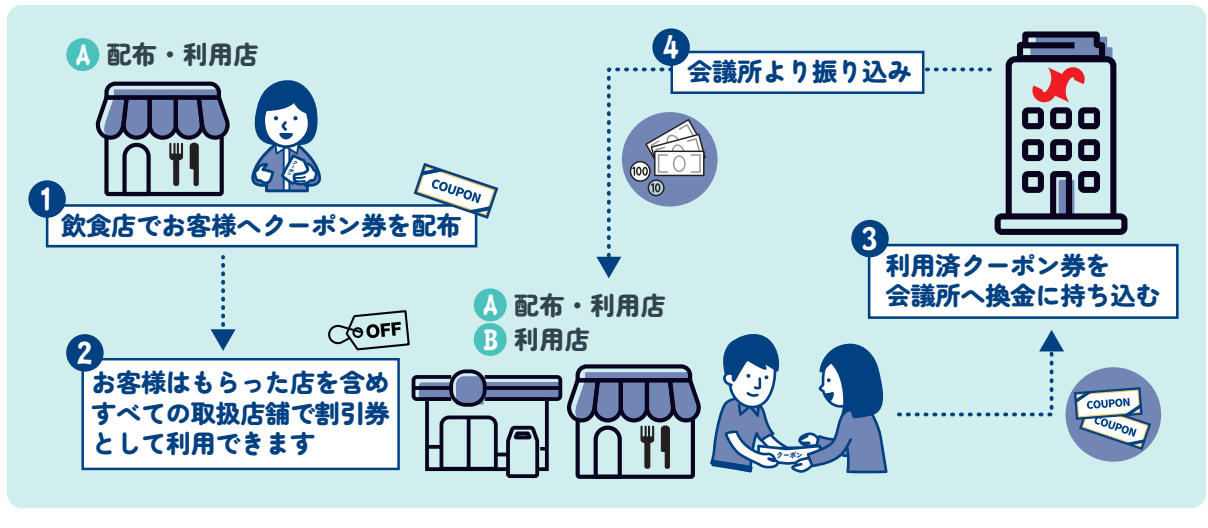 A 配布・利用店
1
飲食店でお客様へクーポン券を配布
COUPON
2
お客様はもらった店を含め
すべての取扱店舗で割引券
として利用できます
OFF
A 配布・利用店
B 利用店
クーポン
3
利用済クーポン券を
会議所へ換金に持ち込む
COUPON
COUPON
4
会議所より振り込み
100
10